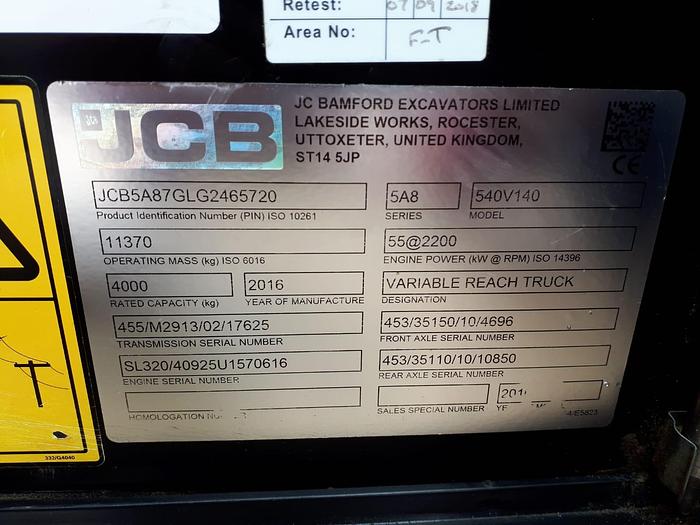 Retest: 07 09 2018
Area No: F-T
JCB
JC BAMFORD EXCAVATORS LIMITED
LAKESIDE WORKS, ROCESTER,
UTTOXETER, UNITED KINGDOM,
ST14 5JP
CE
JCB5A87GLG2465720
5A8
540V140
Product Identification Number (PIN) ISO 10261
SERIES
MODEL
11370
55@2200
OPERATING MASS (kg) ISO 6016
ENGINE POWER (kW @ RPM) ISO 14396
4000
2016
VARIABLE REACH TRUCK
RATED CAPACITY (kg)
YEAR OF MANUFACTURE
DESIGNATION
455/M2913/02/17625
453/35150/10/4696
TRANSMISSION SERIAL NUMBER
FRONT AXLE SERIAL NUMBER
SL320/40925U1570616
453/35110/10/10850
ENGINE SERIAL NUMBER
REAR AXLE SERIAL NUMBER
HOMOLOGATION
SALES SPECIAL NUMBER
332/G4040